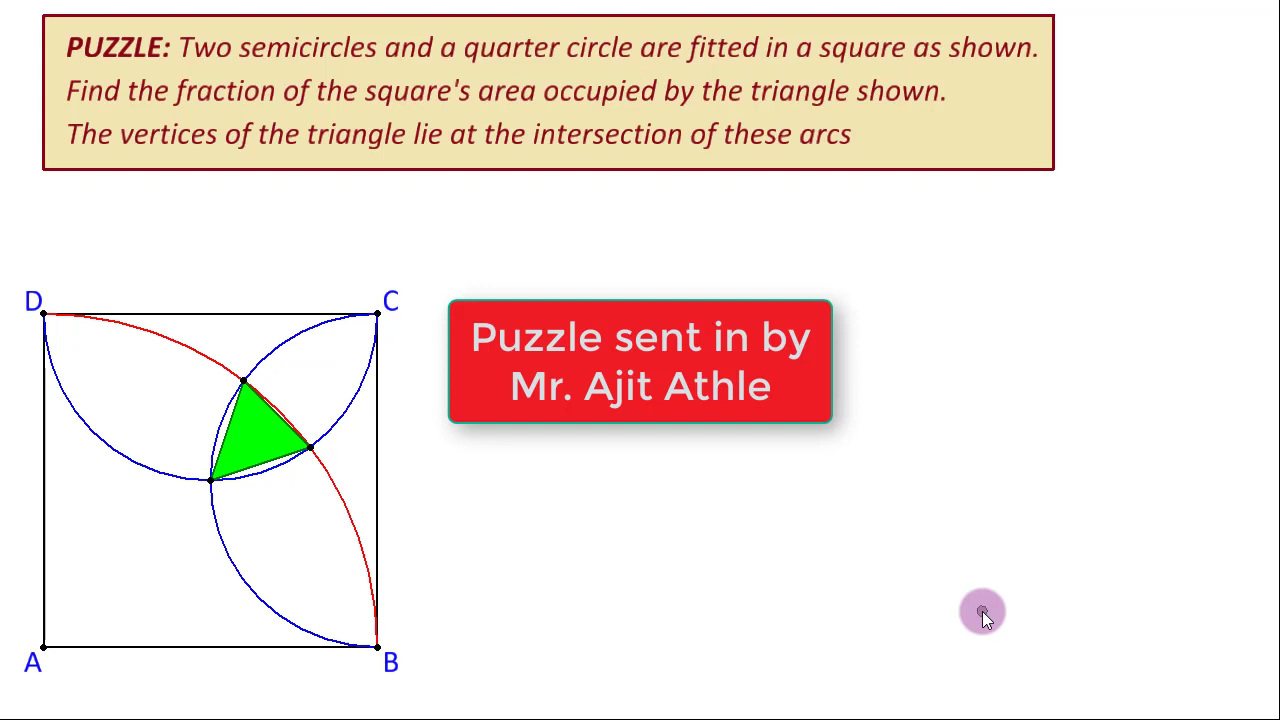 PUZZLE: Two semicircles and a quarter circle are fitted in a square as shown.
Find the fraction of the square's area occupied by the triangle shown.
The vertices of the triangle lie at the intersection of these arcs
D
C
Puzzle sent in by
Mr. Ajit Athle
A
B